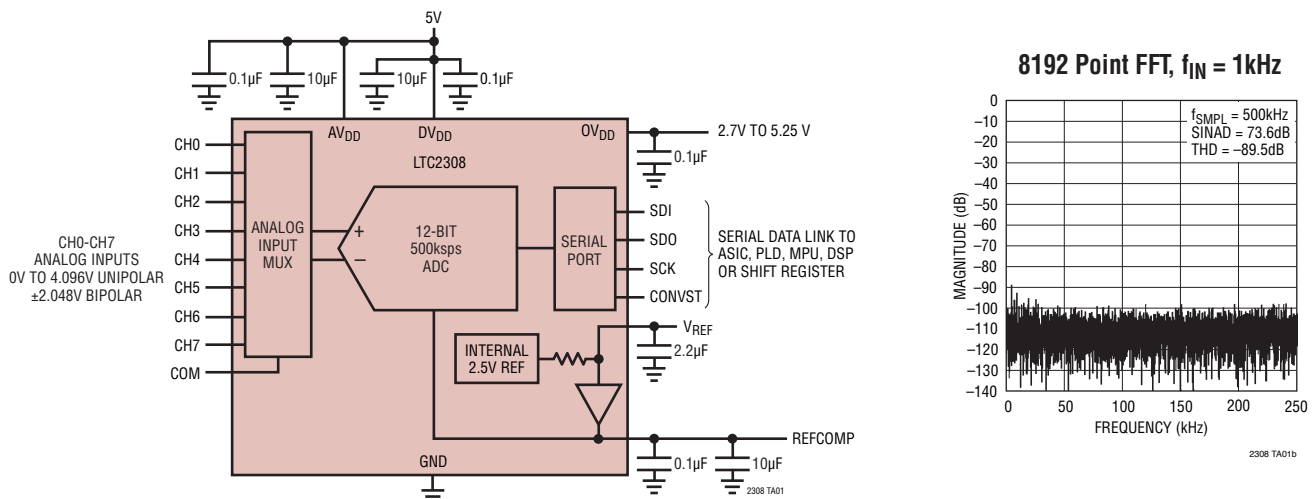 5V
0.1µF
10µF
10µF
0.1µF
AVDD
DVDD
OVDD
2.7V TO 5.25 V
0.1µF
LTC2308
CH0
CH1
CH2
CH3
CH4
CH5
CH6
CH7
COM
CH0-CH7
ANALOG INPUTS
0V TO 4.096V UNIPOLAR
±2.048V BIPOLAR
ANALOG
INPUT
MUX
+
–
12-BIT
500ksps
ADC
SERIAL
PORT
SDI
SDO
SCK
CONVST
SERIAL DATA LINK TO
ASIC, PLD, MPU, DSP
OR SHIFT REGISTER
INTERNAL
2.5V REF
VREF
2.2µF
REFCOMP
GND
0.1µF
10µF
2308 TA01
8192 Point FFT, fIN = 1kHz
fSMPL = 500kHz
SINAD = 73.6dB
THD = –89.5dB
MAGNITUDE (dB)
0
–10
–20
–30
–40
–50
–60
–70
–80
–90
–100
–110
–120
–130
–140
0 50 100 150 200 250
FREQUENCY (kHz)
2308 TA01b